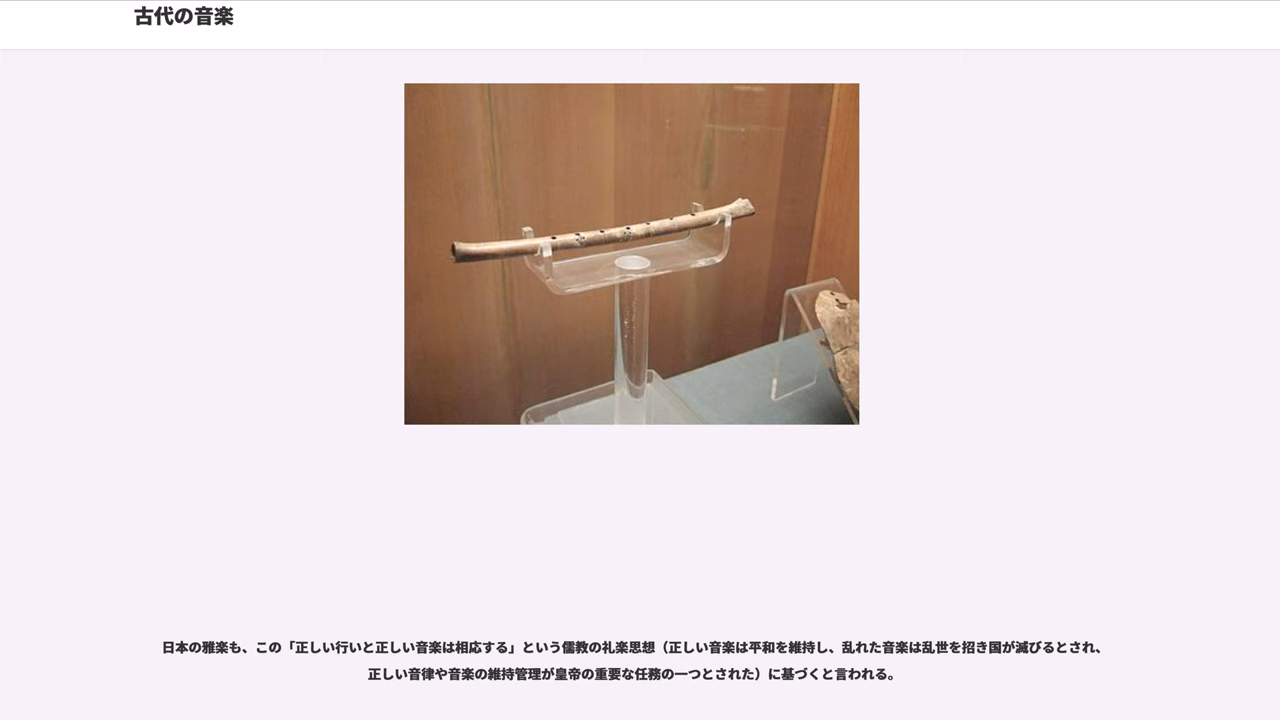 古代の音楽
日本の雅楽も、この「正しい行いと正しい音楽は相応する」という儒教の礼楽思想（正しい音楽は平和を維持し、乱れた音楽は乱世を招き国が滅びるとされ、
正しい音律や音楽の維持管理が皇帝の重要な任務の一つとされた）に基づくと言われる。